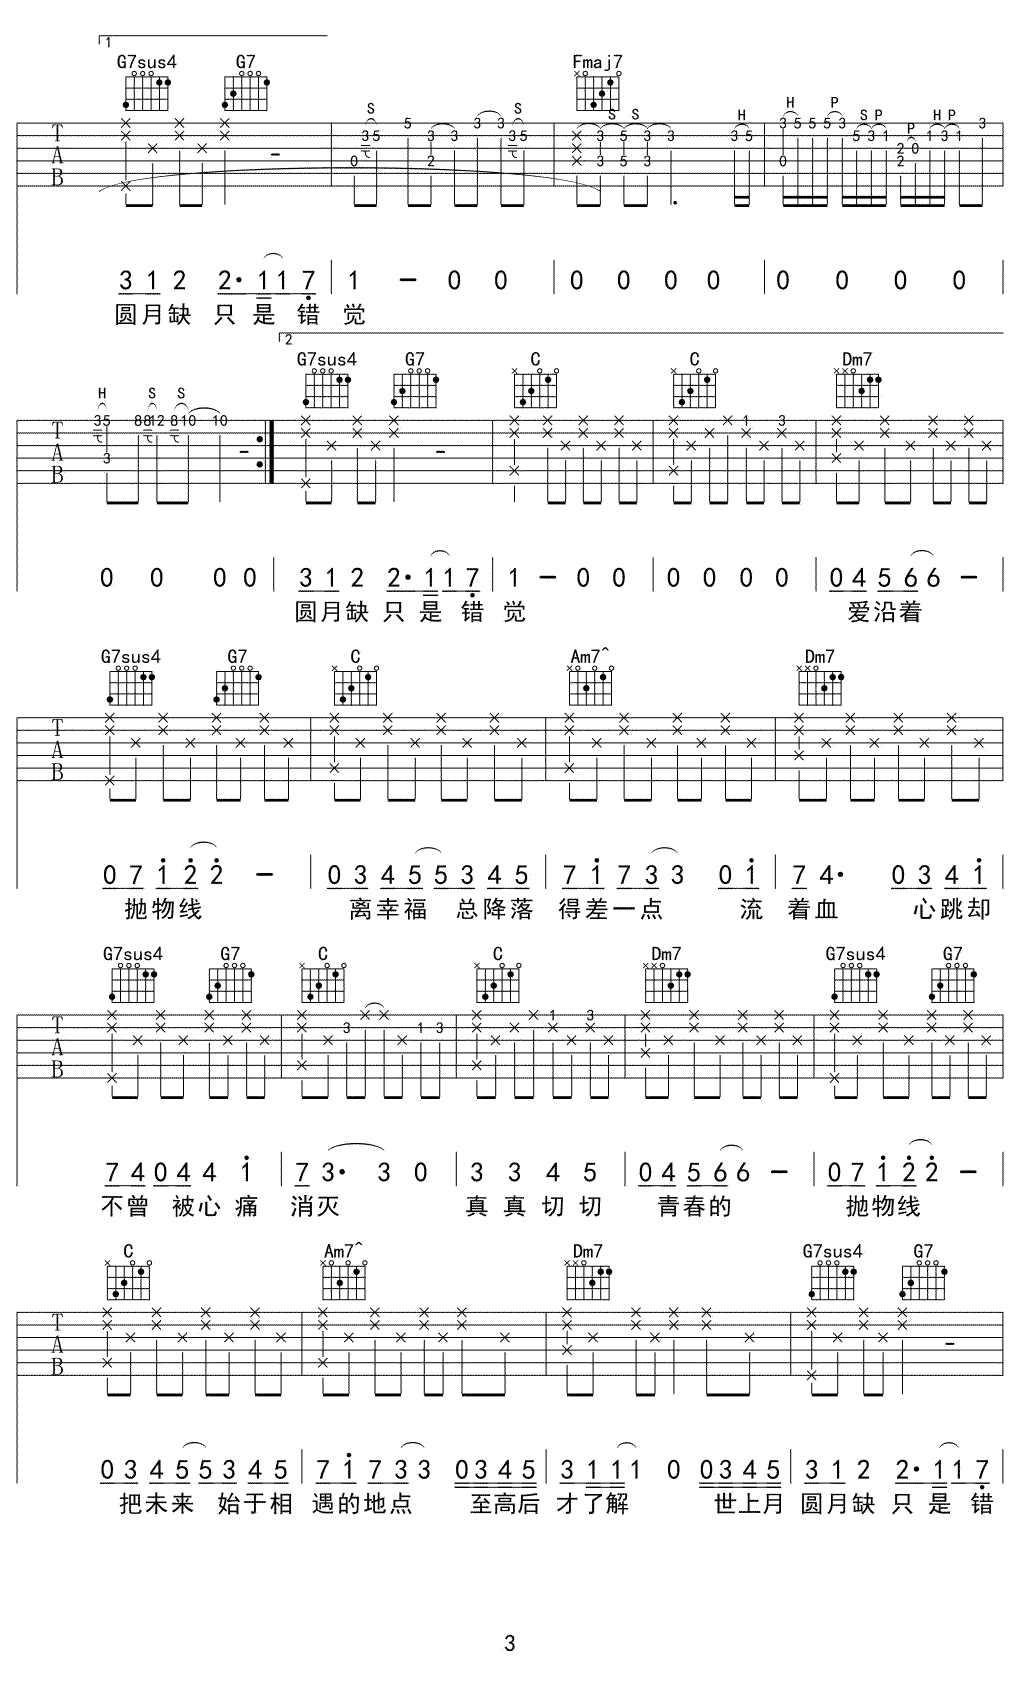 1
G7sus4 G7 Fmaj7
S S S S H H P S P P H P
T A B
3 1 2 2· 1 1 7 | 1 — 0 0 | 0 0 0 0 | 0 0 0 0
圆月缺 只 是 错 觉
2
G7sus4 G7 C C Dm7
H S S
T A B
0 0 0 0 | 3 1 2 2· 1 1 7 | 1 — 0 0 | 0 0 0 0 | 0 4 5 6 6 —
圆月缺 只 是 错 觉 爱沿着
G7sus4 G7 C Am7^ Dm7
T A B
0 7 1 2 2 — | 0 3 4 5 5 3 4 5 | 7 1 7 3 3 0 1 | 7 4· 0 3 4 1
抛物线 离幸福 总降落 得差一点 流 着血 心跳却
G7sus4 G7 C C Dm7 G7sus4 G7
T A B
7 4 0 4 4 1 | 7 3· 3 0 | 3 3 4 5 | 0 4 5 6 6 — | 0 7 1 2 2 —
不曾 被心 痛 消灭 真 真 切 切 青春的 抛物线
C Am7^ Dm7 G7sus4 G7
T A B
0 3 4 5 5 3 4 5 | 7 1 7 3 3 0 3 4 5 | 3 1 1 1 1 0 0 3 4 5 | 3 1 2 2· 1 1 7
把未来 始于相 遇的地点 至高后 才了解 世上月 圆月缺 只 是 错
3